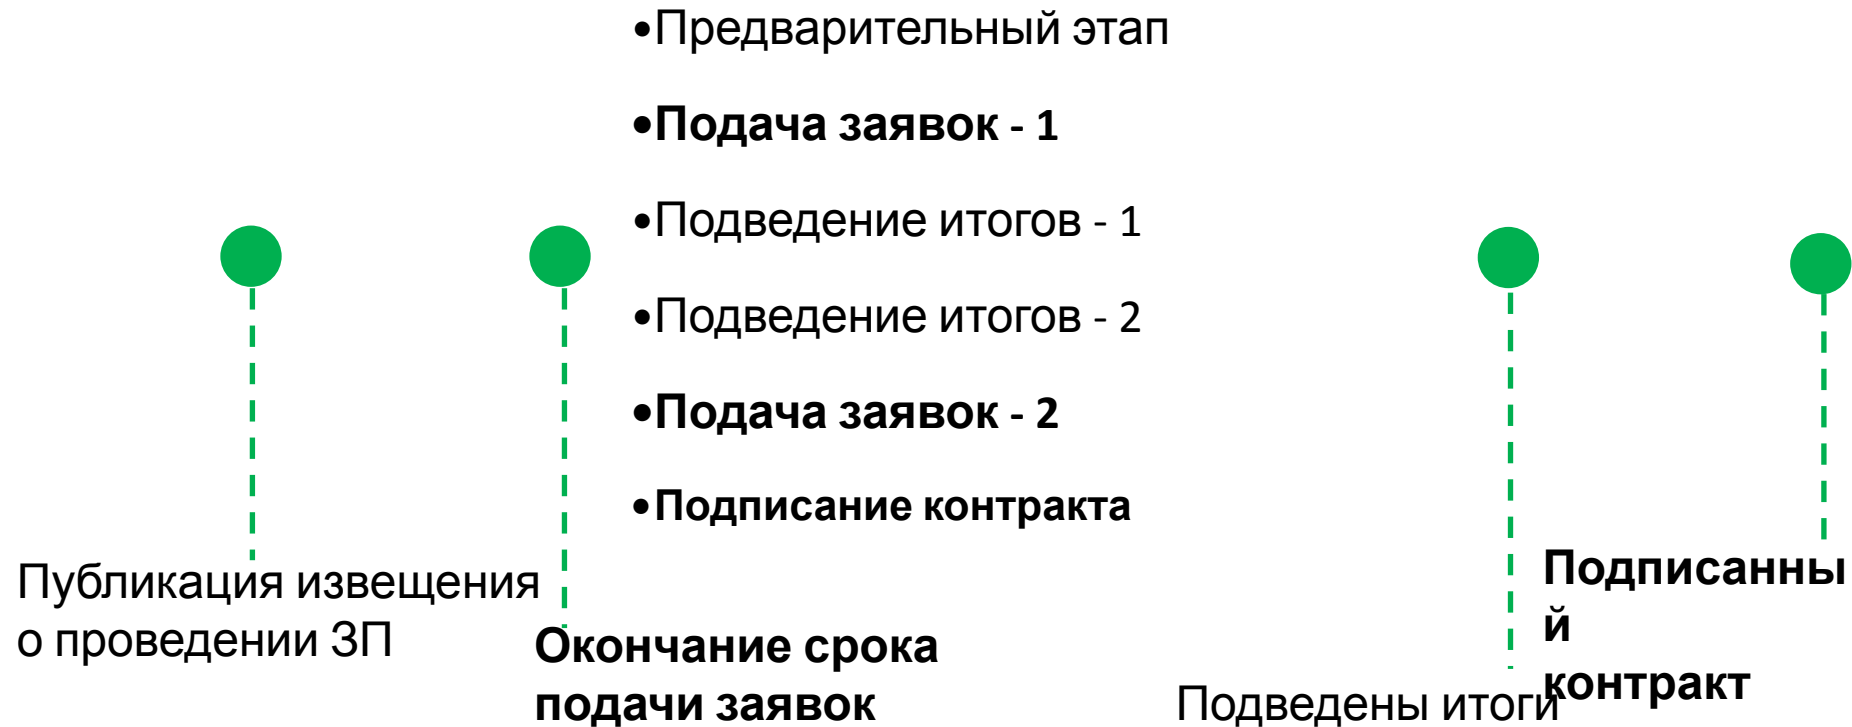 •Предварительный этап
•Подача заявок - 1
•Подведение итогов - 1
•Подведение итогов - 2
•Подача заявок - 2
•Подписание контракта
Публикация извещения
о проведении ЗП
Окончание срока
подачи заявок
Подведены итоги
Подписанны
й
контракт